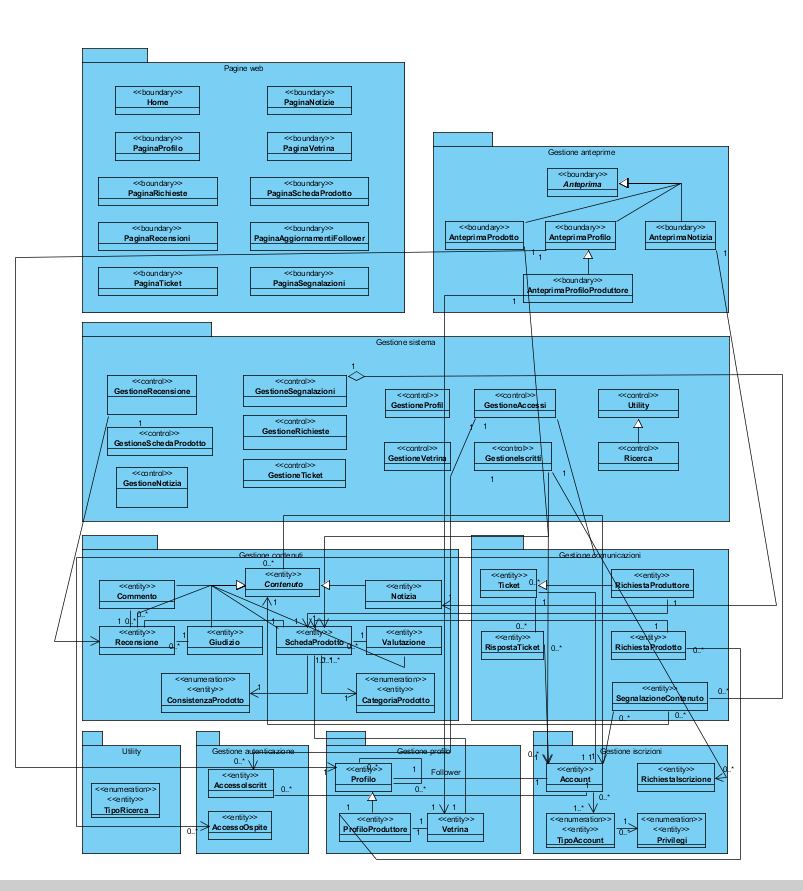 Pagine web
<<boundary>>
Home
<<boundary>>
PaginaNotizie
<<boundary>>
PaginaProfilo
<<boundary>>
PaginaVetrina
<<boundary>>
PaginaRichieste
<<boundary>>
PaginaSchedaProdotto
<<boundary>>
PaginaRecensioni
<<boundary>>
PaginaAggiornamentiFollower
<<boundary>>
PaginaTicket
<<boundary>>
PaginaSegnalazioni
Gestione anteprime
<<boundary>>
Anteprima
<<boundary>>
AnteprimaProdotto
<<boundary>>
AnteprimaProfilo
<<boundary>>
AnteprimaNotizia
1
1
1
<<boundary>>
AnteprimaProfiloProduttore
1
Gestione sistema
1
<<control>>
GestioneRecensione
1
<<control>>
GestioneSchedaProdotto
<<control>>
GestioneNotizia
<<control>>
GestioneSegnalazioni
<<control>>
GestioneRichieste
<<control>>
GestioneTicket
<<control>>
GestioneProfili
<<control>>
GestioneVetrina
<<control>>
GestioneAccessi
1
1
<<control>>
GestioneIscritti
1
1
<<control>>
Utility
<<control>>
Ricerca
Gestione contenuti
0..*
<<entity>>
Commento
<<entity>>
Contenuto
<<entity>>
Notizia
1
1
0..*
1
0..*
1
1
1
<<entity>>
Recensione
0..*
<<entity>>
Giudizio
<<entity>>
SchedaProdotto
0..*
<<entity>>
Valutazione
<<enumeration>>
<<entity>>
ConsistenzaProdotto
1
1
<<enumeration>>
<<entity>>
CategoriaProdotto
Gestione comunicazioni
<<entity>>
Ticket
0..*
<<entity>>
RichiestaProduttore
1
<<entity>>
RispostaTicket
0..*
1
<<entity>>
RichiestaProdotto
0..*
<<entity>>
SegnalazioneContenuto
0..*
0..*
0..*
Utility
<<enumeration>>
<<entity>>
TipoRicerca
Gestione autenticazione
0..*
<<entity>>
AccessoIscritti
0..*
<<entity>>
AccessoOspite
0..*
Gestione profilo
1
0..*
<<entity>>
Profilo
Follower
0..*
1
<<entity>>
ProfiloProduttore
1
1
1
<<entity>>
Vetrina
Gestione iscrizioni
0..*
1
1
1
<<entity>>
Account
1
1
0..*
1..*
<<entity>>
RichiestaIscrizione
0..*
<<enumeration>>
<<entity>>
TipoAccount
1
0..*
<<enumeration>>
<<entity>>
Privilegi